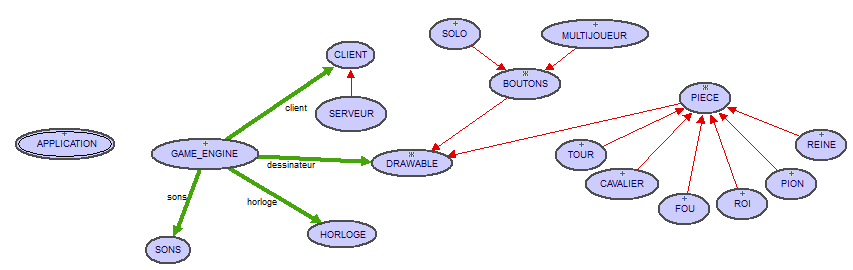 SOLO
MULTIJOUEUR
CLIENT
BOUTONS
PIECE
client
SERVEUR
APPLICATION
GAME_ENGINE
dessinateur
DRAWABLE
TOUR
REINE
CAVALIER
PION
FOU
ROI
sons
horloge
HORLOGE
SONS